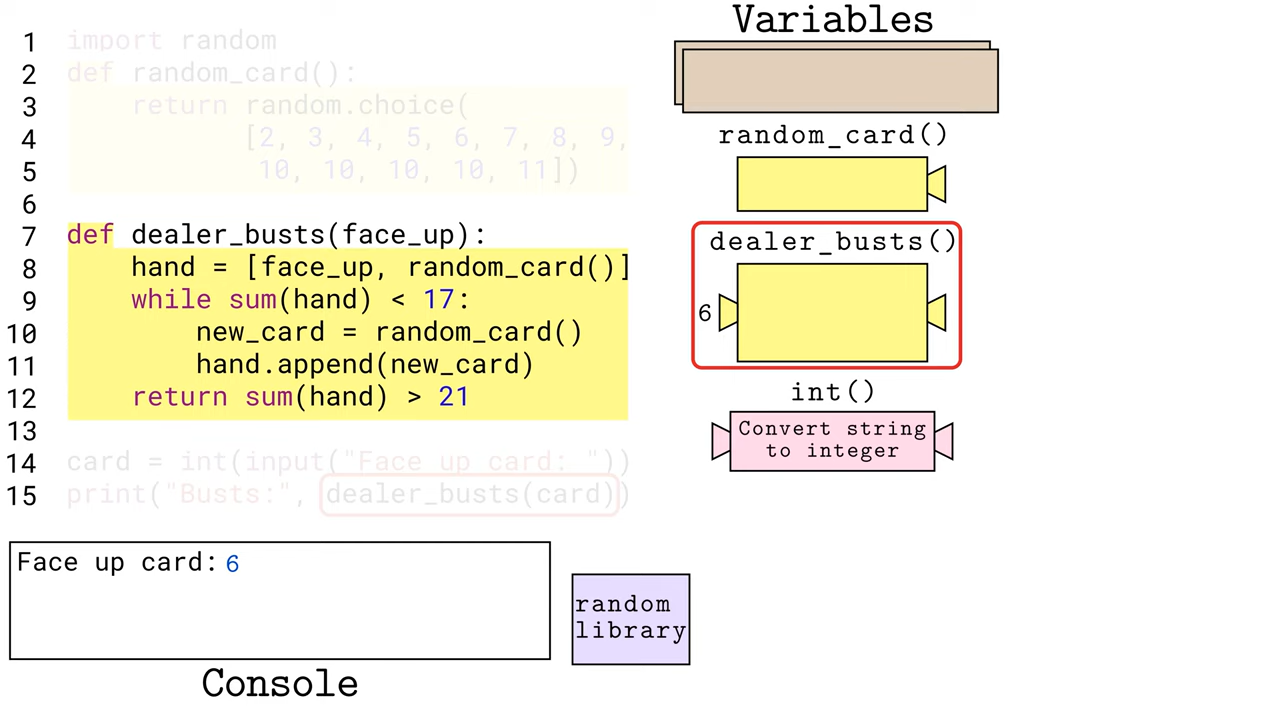 1 import random
2 def random_card():
3 return random.choice(
4 [2, 3, 4, 5, 6, 7, 8, 9,
5 10, 10, 10, 10, 11])
6
7 def dealer_busts(face_up):
8 hand = [face_up, random_card()]
9 while sum(hand) < 17:
10 new_card = random_card()
11 hand.append(new_card)
12 return sum(hand) > 21
13
14 card = int(input("Face up card: "))
15 print("Busts:", dealer_busts(card))
Face up card: 6
Console
random
library
Variables
random_card()
dealer_busts()
6
int()
Convert string
to integer